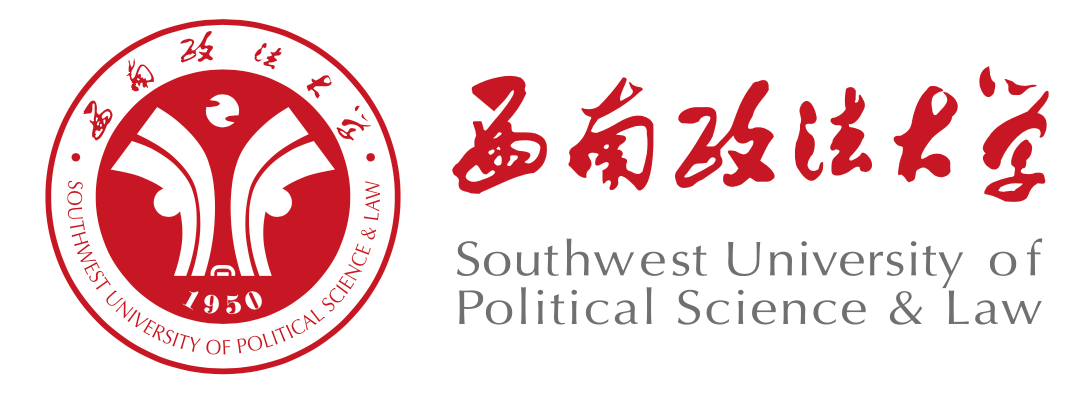 西南政法大学
SOUTHWEST UNIVERSITY OF POLITICAL SCIENCE & LAW
1950
西南政法大学
Southwest University of
Political Science & Law